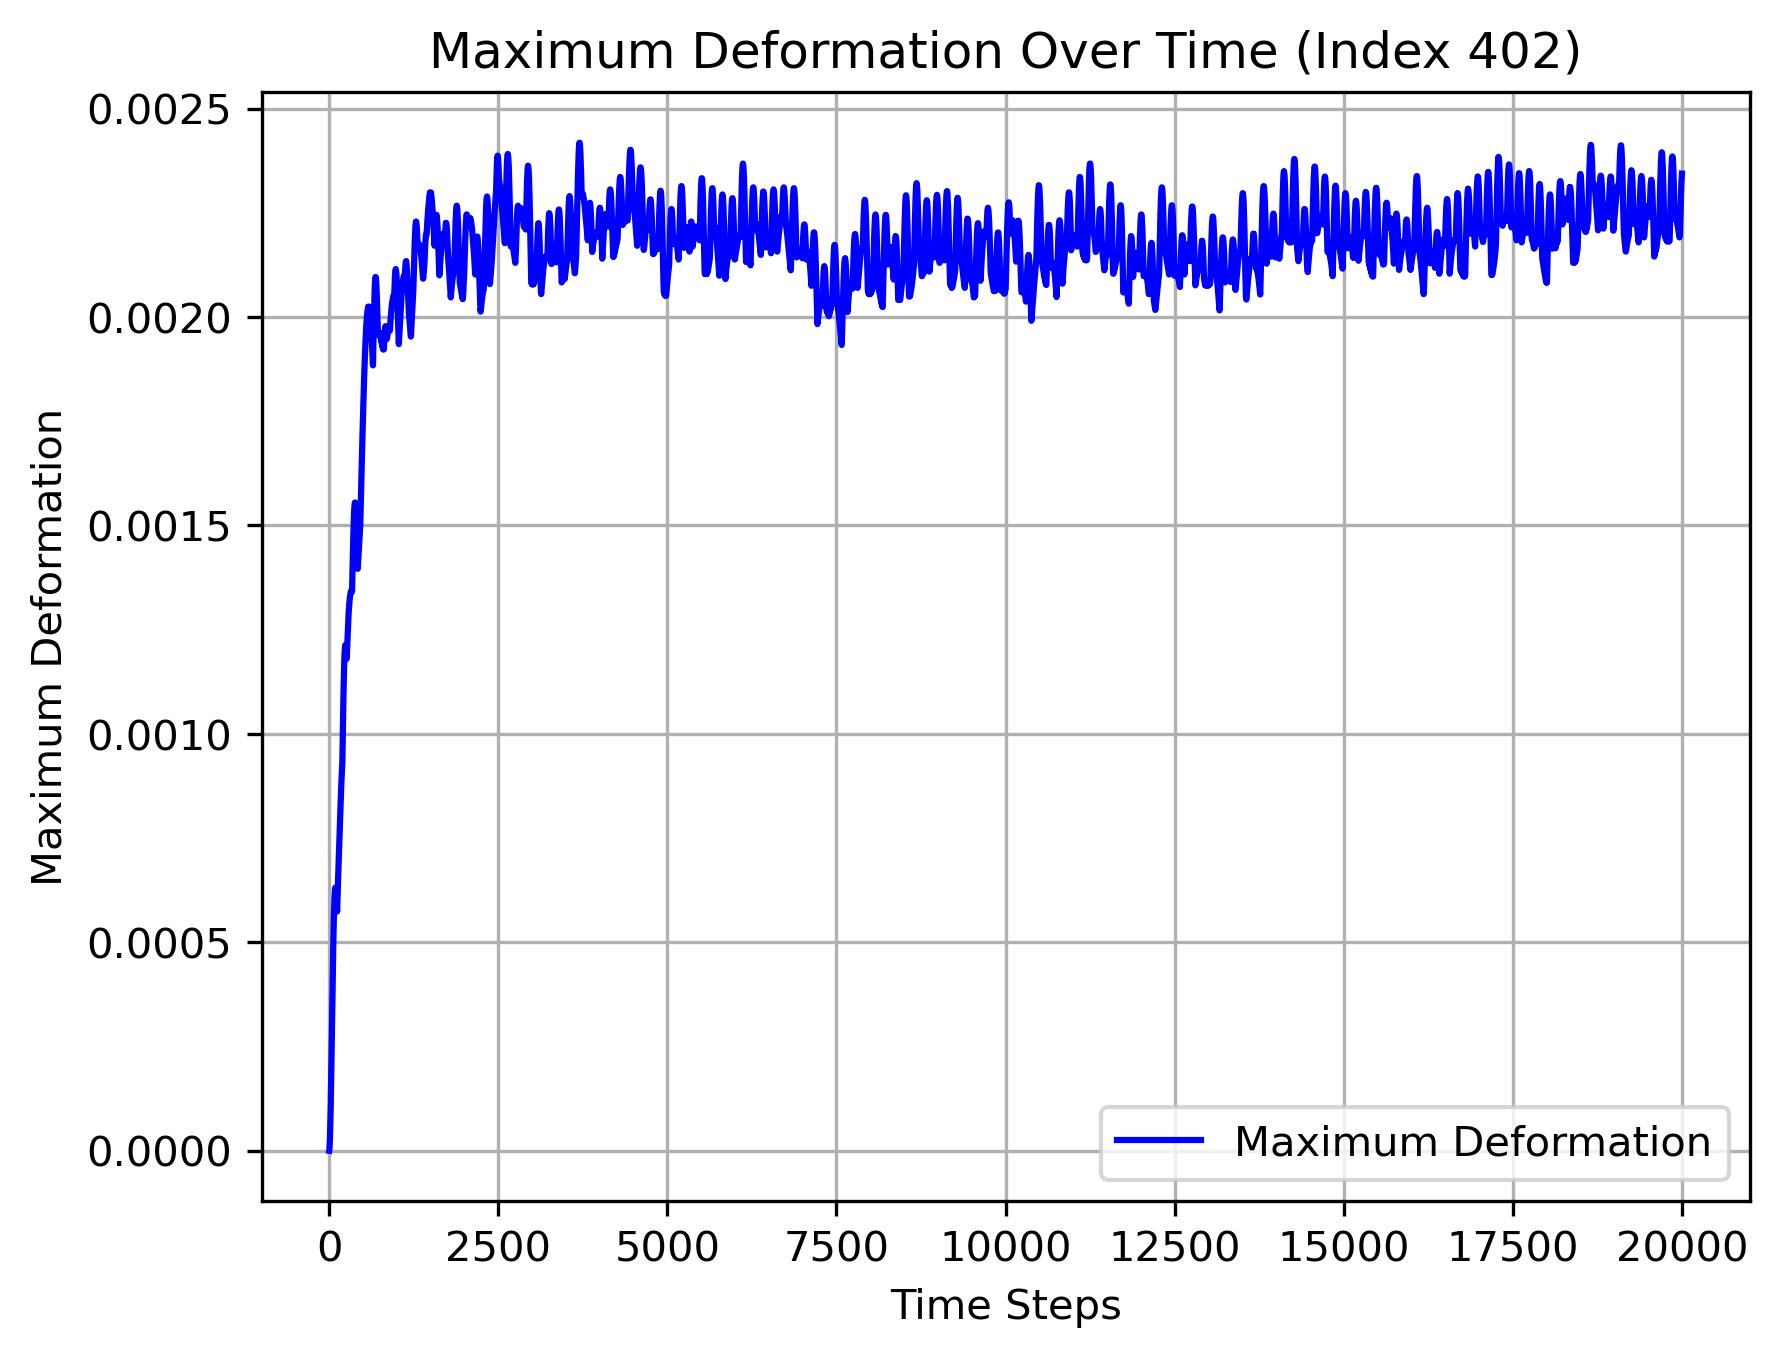 Maximum Deformation Over Time (Index 402)
0.0025
0.0020
0.0015
0.0010
0.0005
0.0000
Maximum Deformation
Maximum Deformation
0 2500 5000 7500 10000 12500 15000 17500 20000
Time Steps